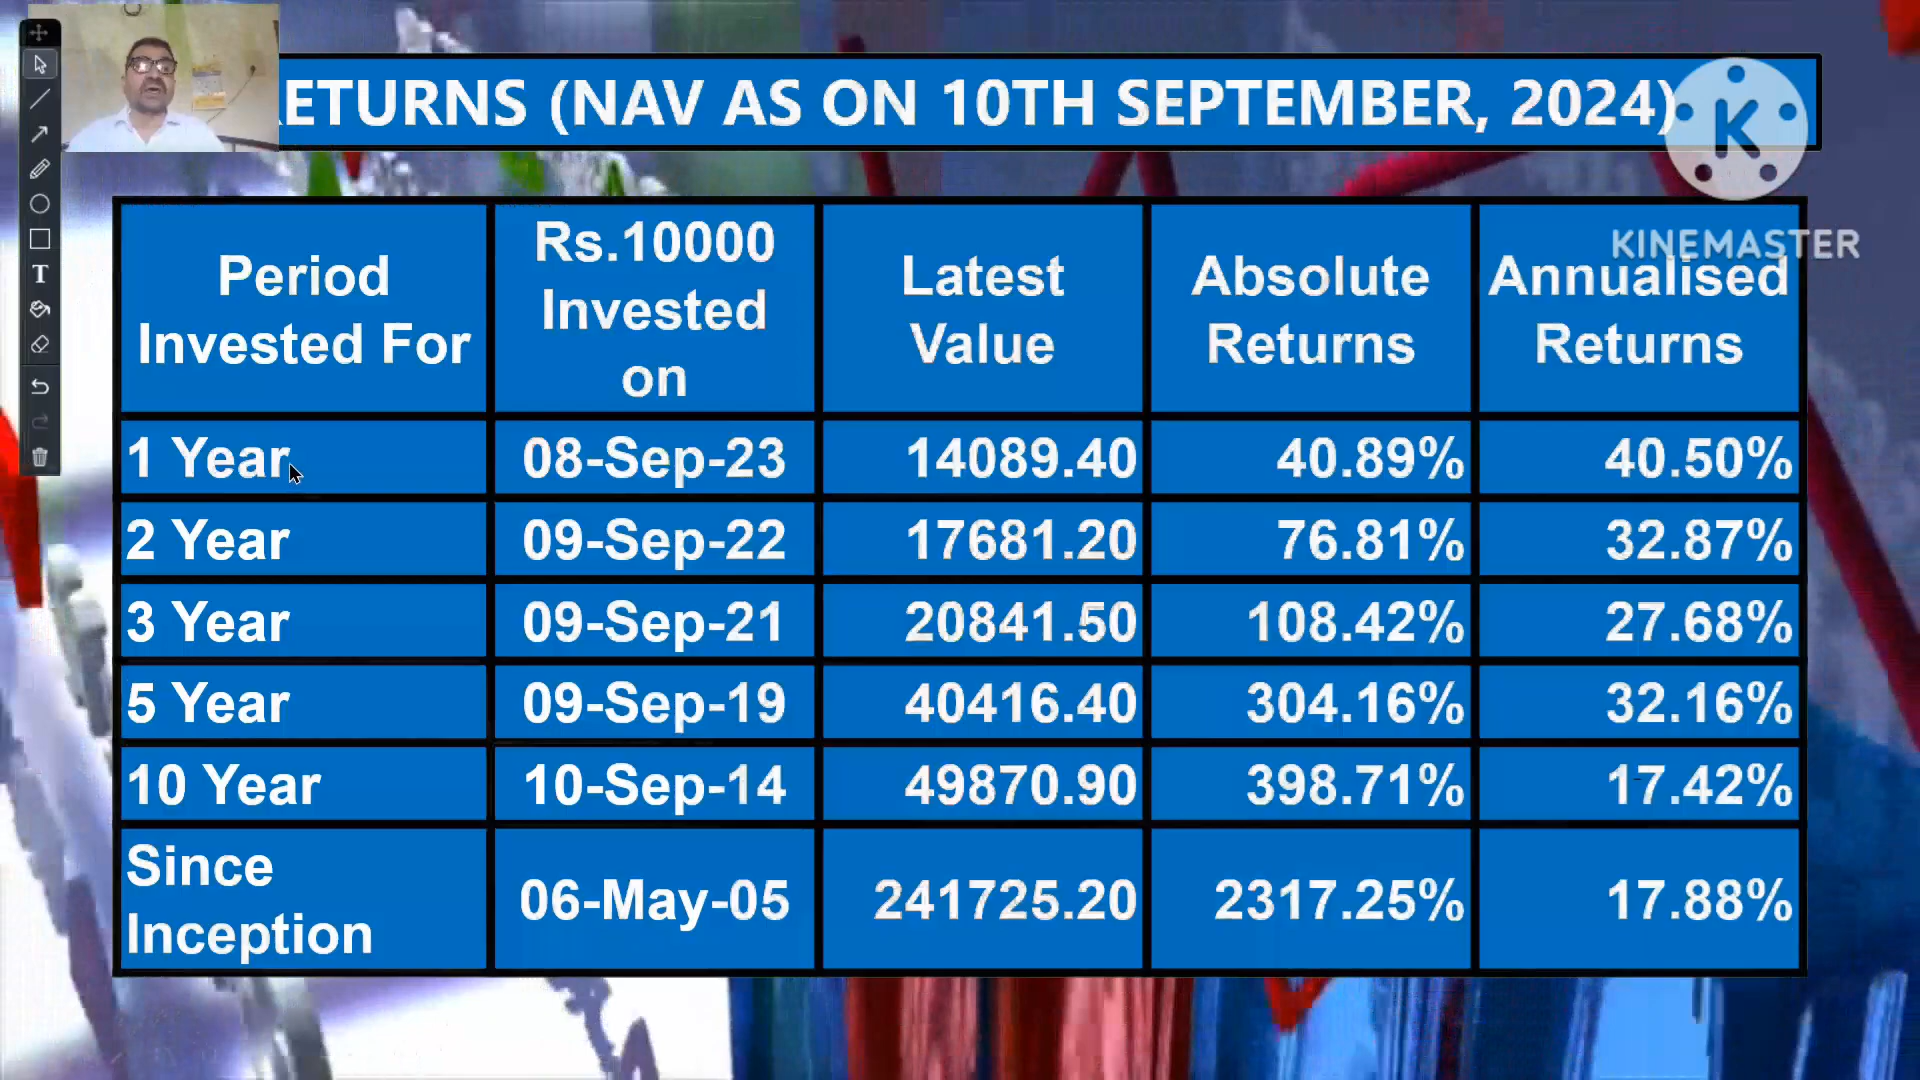 ETURNS (NAV AS ON 10TH SEPTEMBER, 2024)
K
KINEMASTER
Period Invested For
Rs.10000 Invested on
Latest Value
Absolute Returns
Annualised Returns
1 Year 08-Sep-23 14089.40 40.89% 40.50%
2 Year 09-Sep-22 17681.20 76.81% 32.87%
3 Year 09-Sep-21 20841.50 108.42% 27.68%
5 Year 09-Sep-19 40416.40 304.16% 32.16%
10 Year 10-Sep-14 49870.90 398.71% 17.42%
Since Inception 06-May-05 241725.20 2317.25% 17.88%
T